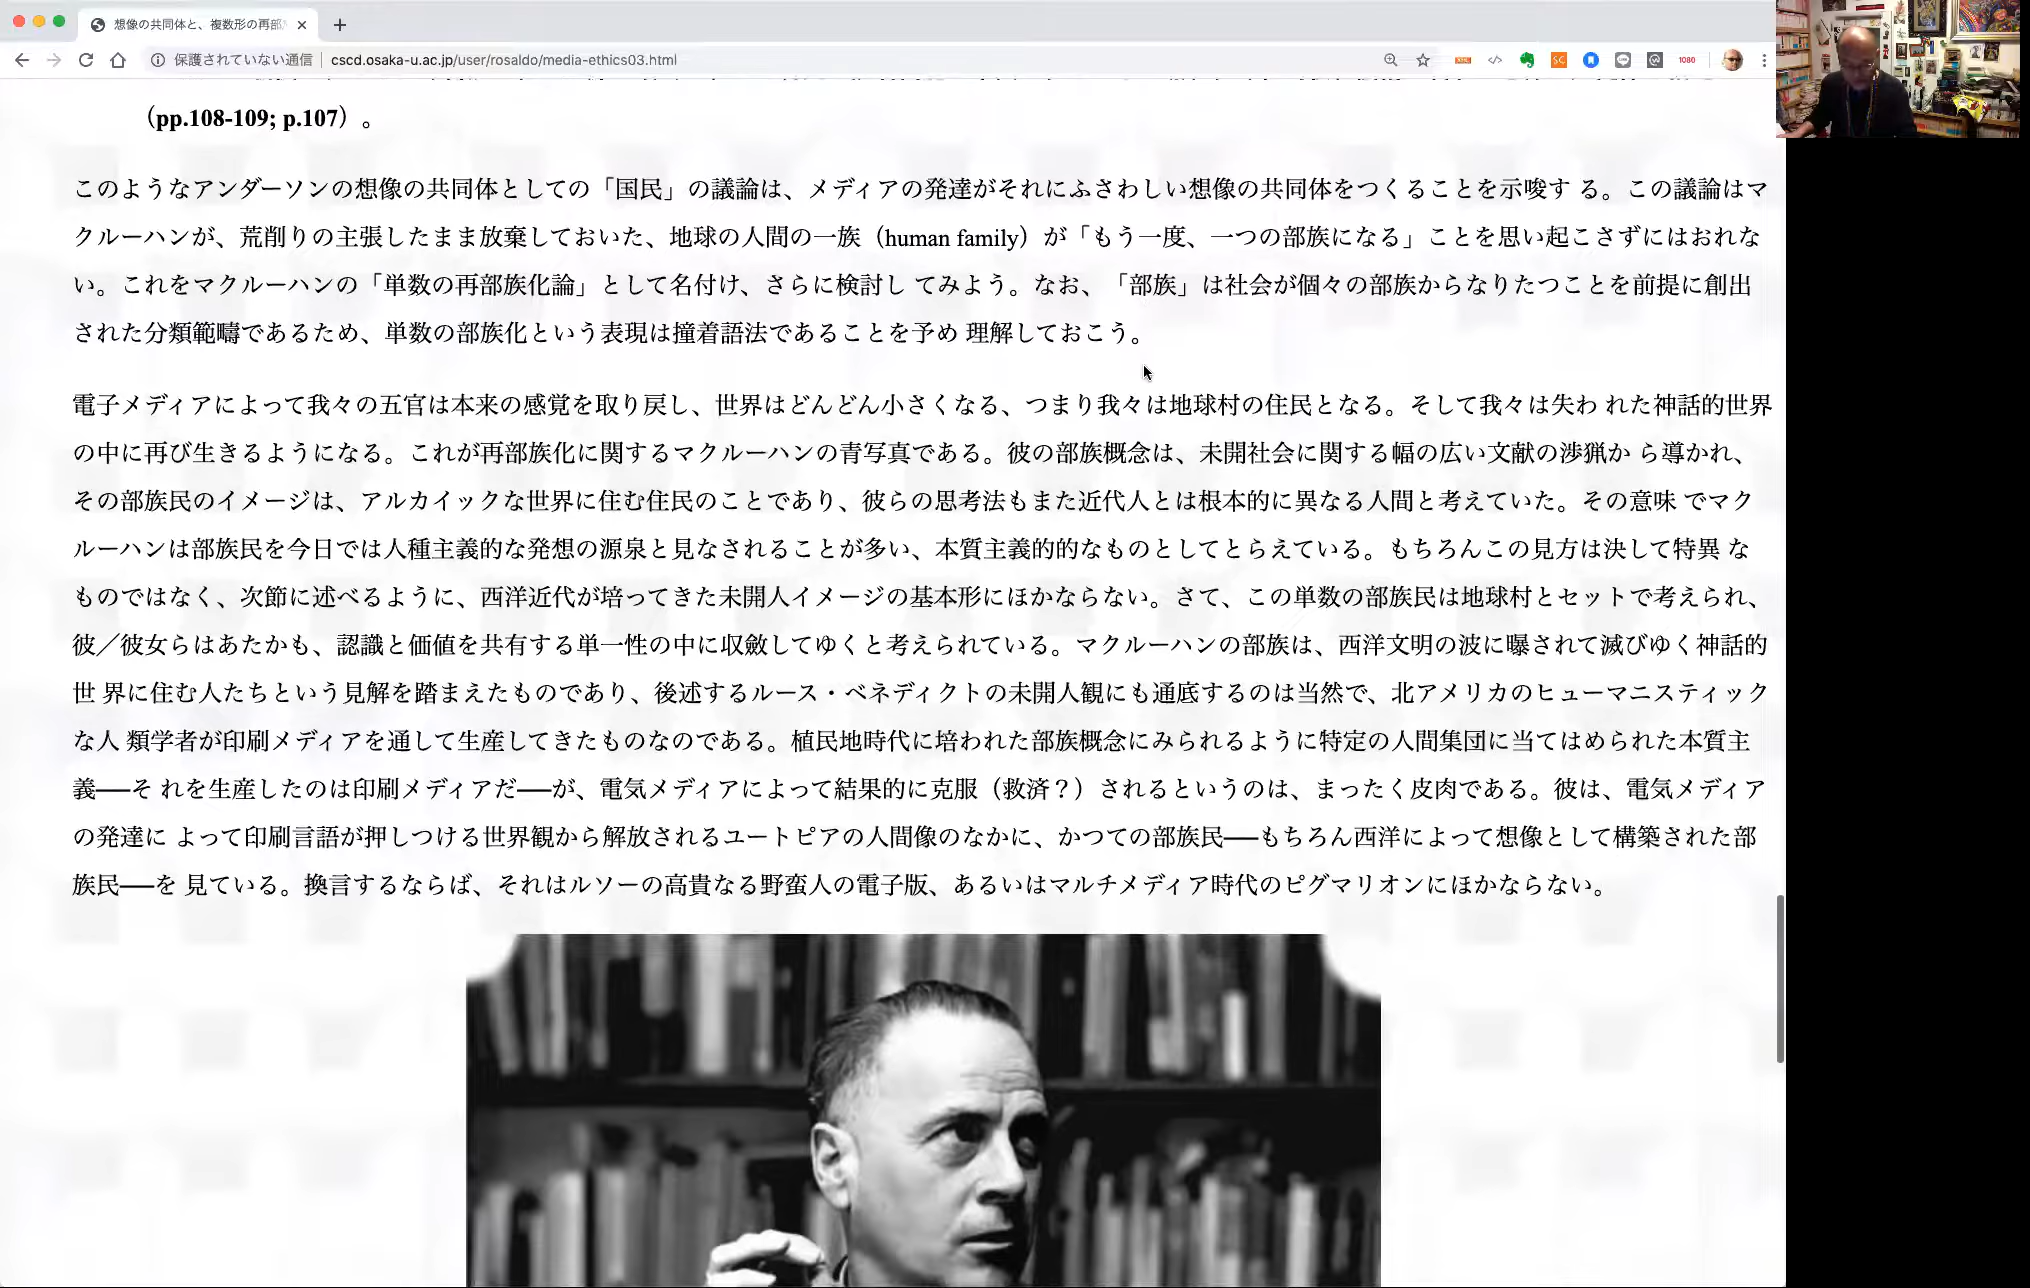 想像の共同体と、複数形の再部
保護されていない通信 | cscd.osaka-u.ac.jp/user/rosaldo/media-ethics03.html
1080
（pp.108-109; p.107）。
このようなアンダーソンの想像の共同体としての「国民」の議論は、メディアの発達がそれにふさわしい想像の共同体をつくることを示唆す る。この議論はマ
クルーハンが、荒削りの主張したまま放棄しておいた、地球の人間の一族（human family）が「もう一度、一つの部族になる」ことを思い起こさずにはおれな
い。これをマクルーハンの「単数の再部族化論」として名付け、さらに検討し てみよう。なお、「部族」は社会が個々の部族からなりたつことを前提に創出
された分類範疇であるため、単数の部族化という表現は撞着語法であることを予め 理解しておこう。
電子メディアによって我々の五官は本来の感覚を取り戻し、世界はどんどん小さくなる、つまり我々は地球村の住民となる。そして我々は失わ れた神話的世界
の中に再び生きるようになる。これが再部族化に関するマクルーハンの青写真である。彼の部族概念は、未開社会に関する幅の広い文献の渉猟か ら導かれ、
その部族民のイメージは、アルカイックな世界に住む住民のことであり、彼らの思考法もまた近代人とは根本的に異なる人間と考えていた。その意味 でマク
ルーハンは部族民を今日では人種主義的な発想の源泉と見なされることが多い、本質主義的的なものとしてとらえている。もちろんこの見方は決して特異 な
ものではなく、次節に述べるように、西洋近代が培ってきた未開人イメージの基本形にほかならない。さて、この単数の部族民は地球村とセットで考えられ、
彼／彼女らはあたかも、認識と価値を共有する単一性の中に収斂してゆくと考えられている。マクルーハンの部族は、西洋文明の波に曝されて滅びゆく神話的
世 界に住む人たちという見解を踏まえたものであり、後述するルース・ベネディクトの未開人観にも通底するのは当然で、北アメリカのヒューマニスティック
な人 類学者が印刷メディアを通して生産してきたものなのである。植民地時代に培われた部族概念にみられるように特定の人間集団に当てはめられた本質主
義──そ れを生産したのは印刷メディアだ──が、電気メディアによって結果的に克服（救済？）されるというのは、まったく皮肉である。彼は、電気メディア
の発達に よって印刷言語が押しつける世界観から解放されるユートピアの人間像のなかに、かつての部族民──もちろん西洋によって想像として構築された部
族民──を 見ている。換言するならば、それはルソーの高貴なる野蛮人の電子版、あるいはマルチメディア時代のピグマリオンにほかならない。